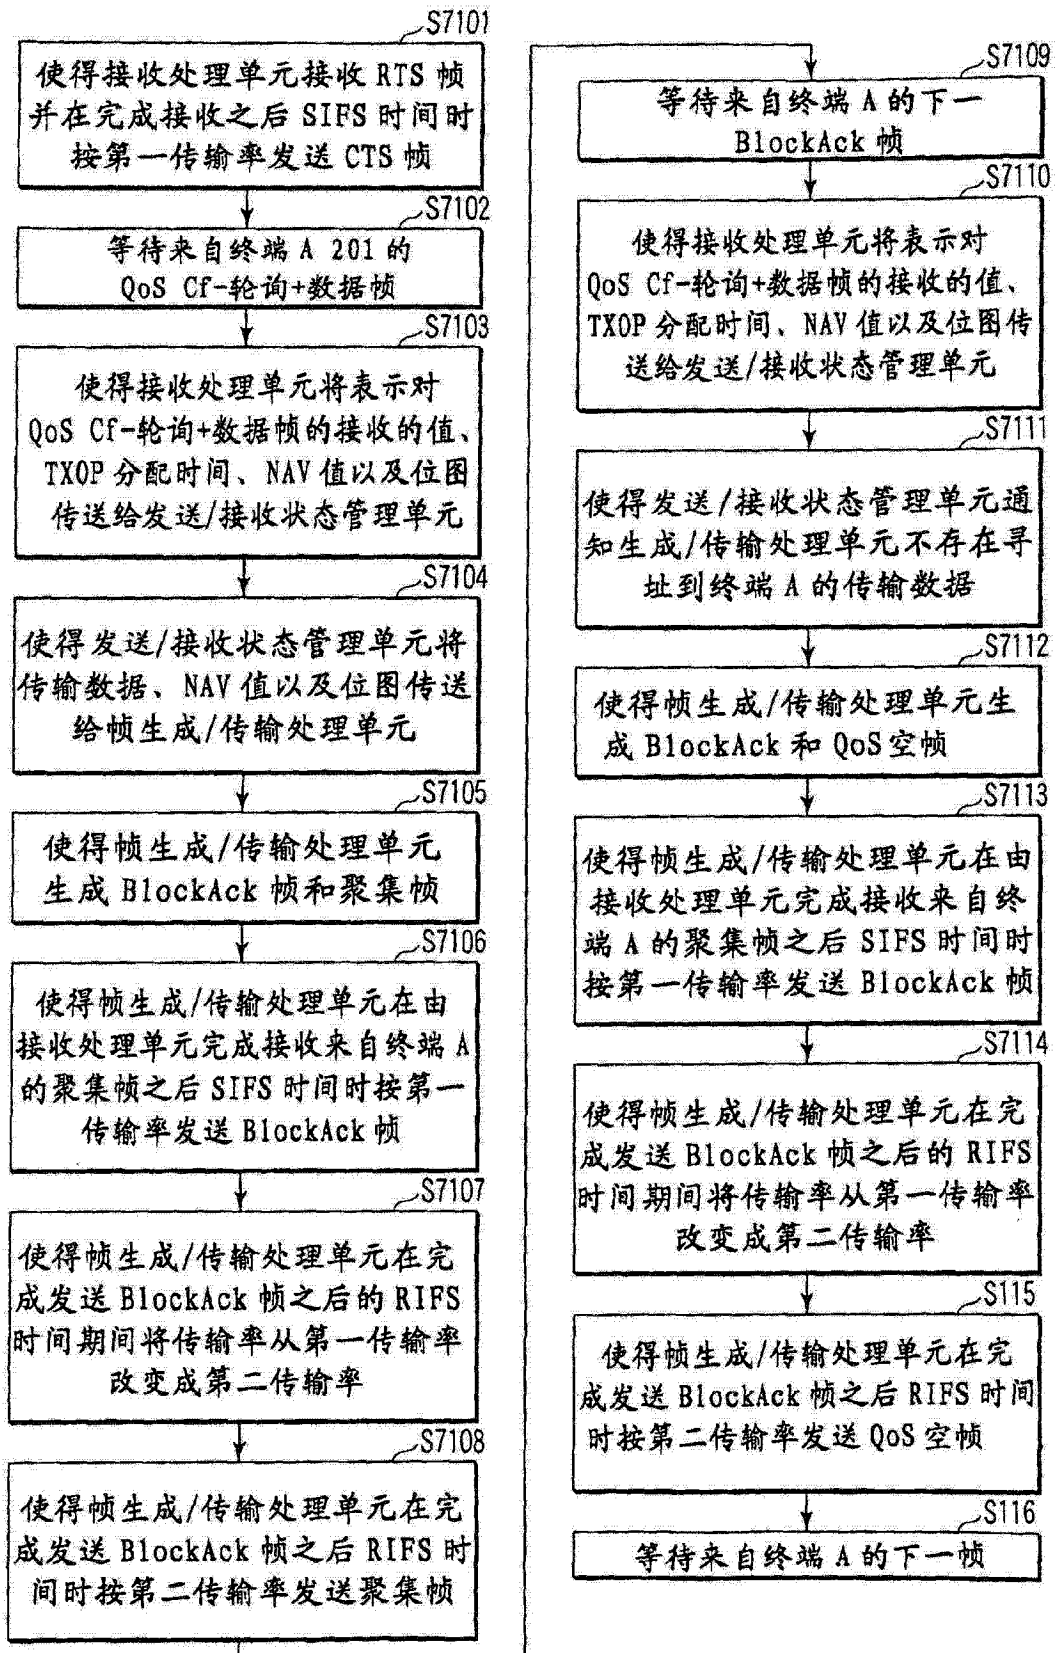 S7101
使得接收处理单元接收 RTS 帧
并在完成接收之后 SIFS 时间时
按第一传输率发送 CTS 帧
S7102
等待来自终端 A 201 的
QoS Cf-轮询+数据帧
S7103
使得接收处理单元将表示对
QoS Cf-轮询+数据帧的接收的值、
TXOP 分配时间、NAV 值以及位图
传送给发送/接收状态管理单元
S7104
使得发送/接收状态管理单元将
传输数据、NAV 值以及位图传送
给帧生成/传输处理单元
S7105
使得帧生成/传输处理单元
生成 BlockAck 帧和聚集帧
S7106
使得帧生成/传输处理单元在由
接收处理单元完成接收来自终端 A
的聚集帧之后 SIFS 时间时按第一
传输率发送 BlockAck 帧
S7107
使得帧生成/传输处理单元在完
成发送 BlockAck 帧之后的 RIFS
时间期间将传输率从第一传输率
改变成第二传输率
S7108
使得帧生成/传输处理单元在完
成发送 BlockAck 帧之后 RIFS 时
间时按第二传输率发送聚集帧
S7109
等待来自终端 A 的下一
BlockAck 帧
S7110
使得接收处理单元将表示对
QoS Cf-轮询+数据帧的接收的值、
TXOP 分配时间、NAV 值以及位图传
送给发送/接收状态管理单元
S7111
使得发送/接收状态管理单元通
知生成/传输处理单元不存在寻
址到终端 A 的传输数据
S7112
使得帧生成/传输处理单元生
成 BlockAck 和 QoS 空帧
S7113
使得帧生成/传输处理单元在由
接收处理单元完成接收来自终
端 A 的聚集帧之后 SIFS 时间时
按第一传输率发送 BlockAck 帧
S7114
使得帧生成/传输处理单元在完
成发送 BlockAck 帧之后的 RIFS
时间期间将传输率从第一传输率
改变成第二传输率
S115
使得帧生成/传输处理单元在完
成发送 BlockAck 帧之后 RIFS 时间
时按第二传输率发送 QoS 空帧
S116
等待来自终端 A 的下一帧